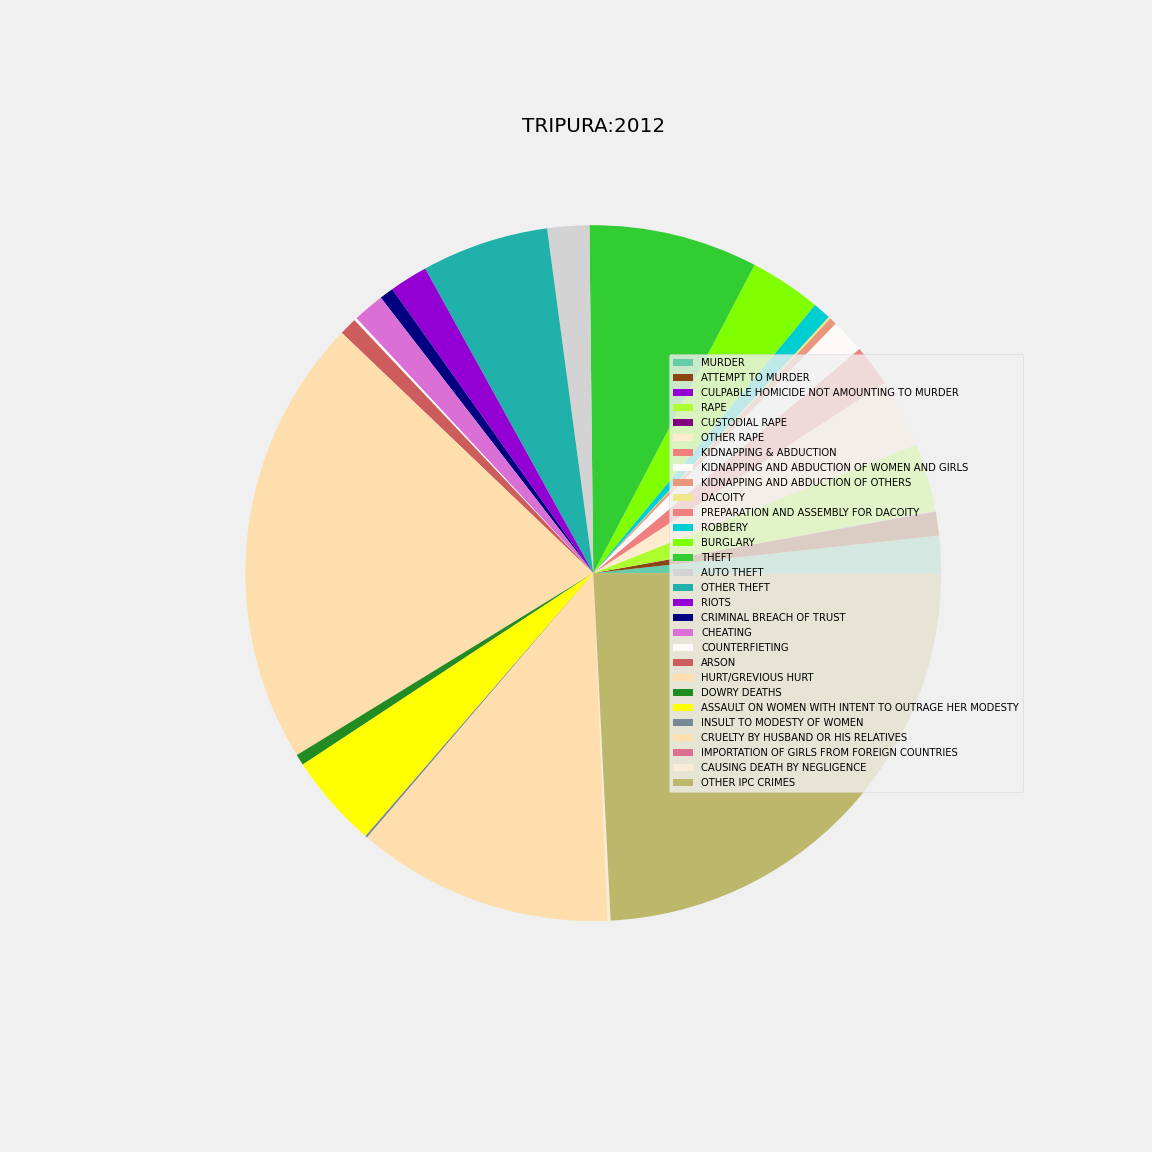 TRIPURA:2012
MURDER
ATTEMPT TO MURDER
CULPABLE HOMICIDE NOT AMOUNTING TO MURDER
RAPE
CUSTODIAL RAPE
OTHER RAPE
KIDNAPPING & ABDUCTION
KIDNAPPING AND ABDUCTION OF WOMEN AND GIRLS
KIDNAPPING AND ABDUCTION OF OTHERS
DACOITY
PREPARATION AND ASSEMBLY FOR DACOITY
ROBBERY
BURGLARY
THEFT
AUTO THEFT
OTHER THEFT
RIOTS
CRIMINAL BREACH OF TRUST
CHEATING
COUNTERFIETING
ARSON
HURT/GREVIOUS HURT
DOWRY DEATHS
ASSAULT ON WOMEN WITH INTENT TO OUTRAGE HER MODESTY
INSULT TO MODESTY OF WOMEN
CRUELTY BY HUSBAND OR HIS RELATIVES
IMPORTATION OF GIRLS FROM FOREIGN COUNTRIES
CAUSING DEATH BY NEGLIGENCE
OTHER IPC CRIMES